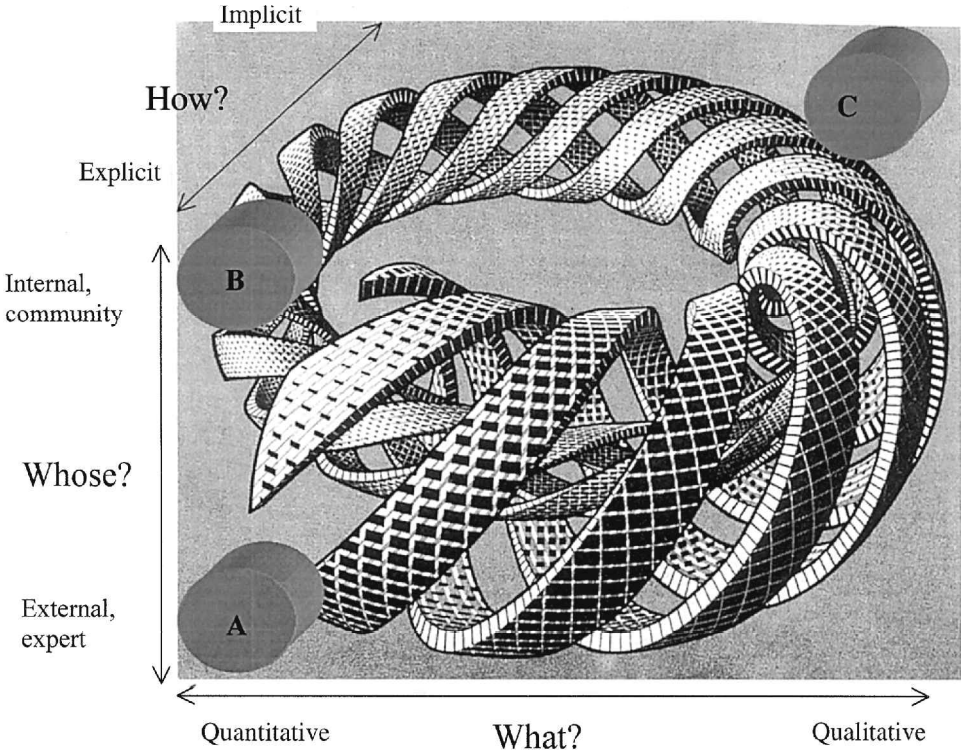 Implicit
How?
C
Explicit
B
Internal,
community
Whose?
External,
expert
A
Quantitative
What?
Qualitative